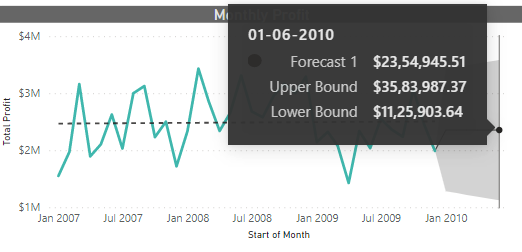 Monthly Profit
01-06-2010
Forecast 1 $23,54,945.51
Upper Bound $35,83,987.37
Lower Bound $11,25,903.64
$4M
$3M
$2M
$1M
Total Profit
Jan 2007 Jul 2007 Jan 2008 Jul 2008 Jan 2009 Jul 2009 Jan 2010
Start of Month